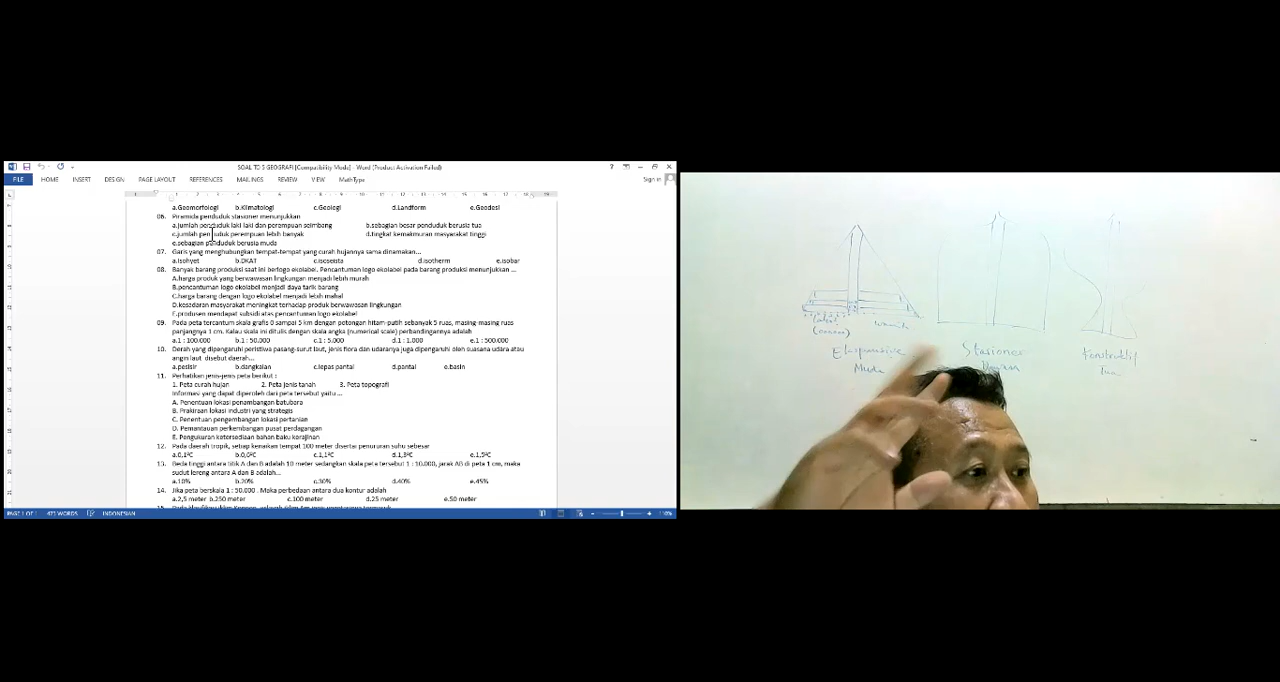 SOAL TO 5 GEOGRAFI [Compatibility Mode] - Word (Product Activation Failed)
FILE HOME INSERT DESIGN PAGE LAYOUT REFERENCES MAILINGS REVIEW VIEW MathType Sign in
a.Geomorfologi b.Klimatologi c.Geologi d.Landform e.Geodesi
06. Piramida penduduk stasioner menunjukkan
a.jumlah penduduk laki laki dan perempuan seimbang b.sebagian besar penduduk berusia tua
c.jumlah penduduk perempuan lebih banyak d.tingkat kemakmuran masyarakat tinggi
e.sebagian penduduk berusia muda
07. Garis yang menghubungkan tempat-tempat yang curah hujannya sama dinamakan...
a.isohyet b.DKAT c.isoseista d.isotherm e.isobar
08. Banyak barang produksi saat ini berlogo ekolabel. Pencantuman logo ekolabel pada barang produksi menunjukkan ...
A.harga produk yang berwawasan lingkungan menjadi lebih murah
B.pencantuman logo ekolabel menjadi daya tarik barang
C.harga barang dengan logo ekolabel menjadi lebih mahal
D.kesadaran masyarakat meningkat terhadap produk berwawasan lingkungan
E.produsen mendapat subsidi atas pencantuman logo ekolabel
09. Pada peta tercantum skala grafis 0 sampai 5 km dengan potongan hitam-putih sebanyak 5 ruas, masing-masing ruas
panjangnya 1 cm. Kalau skala ini ditulis dengan skala angka (numerical scale) perbandingannya adalah
a.1 : 100.000 b.1 : 50.000 c.1 : 5.000 d.1 : 1.000 e.1 : 500.000
10. Derah yang dipengaruhi peristiwa pasang-surut laut, jenis flora dan udaranya juga dipengaruhi oleh suasana udara atau
angin laut disebut daerah...
a.pesisir b.dangkalan c.lepas pantai d.pantai e.basin
11. Perhatikan jenis-jenis peta berikut :
1. Peta curah hujan 2. Peta jenis tanah 3. Peta topografi
Informasi yang dapat diperoleh dari peta tersebut yaitu ...
A. Penentuan lokasi penambangan batubara
B. Prakiraan lokasi industri yang strategis
C. Penentuan pengembangan lokasi pertanian
D. Pemantauan perkembangan pusat perdagangan
E. Pengukuran ketersediaan bahan baku kerajinan
12. Pada daerah tropik, setiap kenaikan tempat 100 meter disertai penurunan suhu sebesar
a.0,1ºC b.0,6ºC c.1,1ºC d.1,3ºC e.1,5ºC
13. Beda tinggi antara titik A dan B adalah 10 meter sedangkan skala peta tersebut 1 : 10.000, jarak AB di peta 1 cm, maka
sudut lereng antara A dan B adalah...
a.10% b.20% c.30% d.40% e.45%
14. Jika peta berskala 1 : 50.000 . Maka perbedaan antara dua kontur adalah
a.2,5 meter b.250 meter c.100 meter d.25 meter e.50 meter
PAGE 1 OF 471 WORDS INDONESIAN
wanita
Ekspansive Stasioner Konstruktif
Muda Dewasa tua